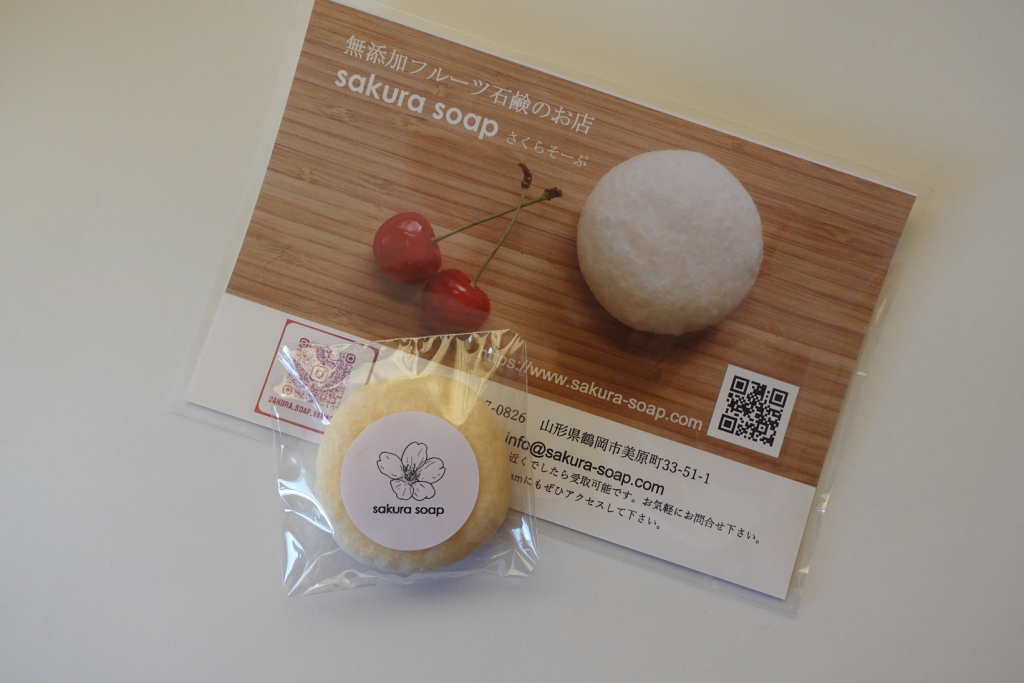 無添加フルーツ石鹸のお店
sakura soap さくらそーぷ
https://www.sakura-soap.com
7-0826 山形県鶴岡市美原町33-51-1
info@sakura-soap.com
近くでしたら受取可能です。お気軽にお問合せ下さい。
amにもぜひアクセスして下さい。
sakura soap